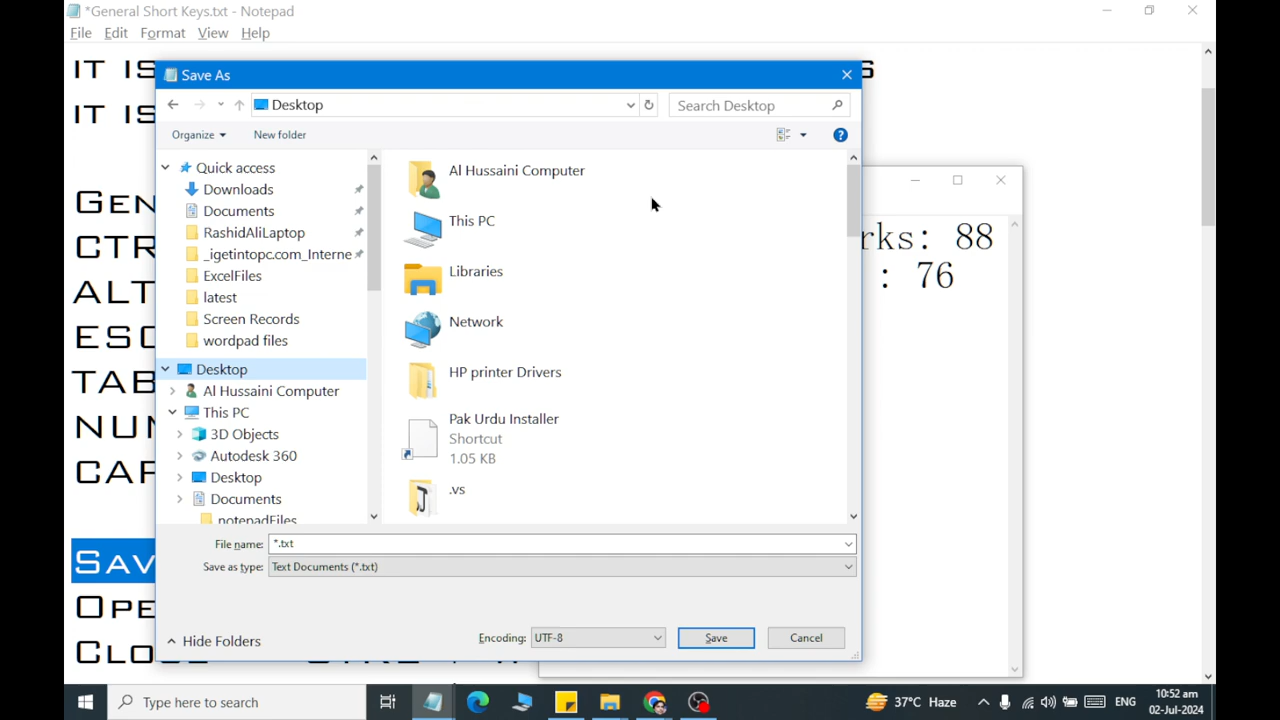 *General Short Keys.txt - Notepad
File Edit Format View Help
IT IS
IT IS
GEN
CTR
ALT
ESC
TAB
NUM
CAP
SAV
OPE
CLOSE
Save As
Desktop
Search Desktop
Organize
New folder
Quick access
Downloads
Documents
RashidAliLaptop
_igetintopc.com_Interne
ExcelFiles
latest
Screen Records
wordpad files
Desktop
Al Hussaini Computer
This PC
3D Objects
Autodesk 360
Desktop
Documents
notepadFiles
Al Hussaini Computer
This PC
Libraries
Network
HP printer Drivers
Pak Urdu Installer
Shortcut
1.05 KB
.vs
File name: *.txt
Save as type: Text Documents (*.txt)
Hide Folders
Encoding: UTF-8
Save
Cancel
rks: 88
: 76
Type here to search
37°C Haze
ENG
10:52 am
02-Jul-2024